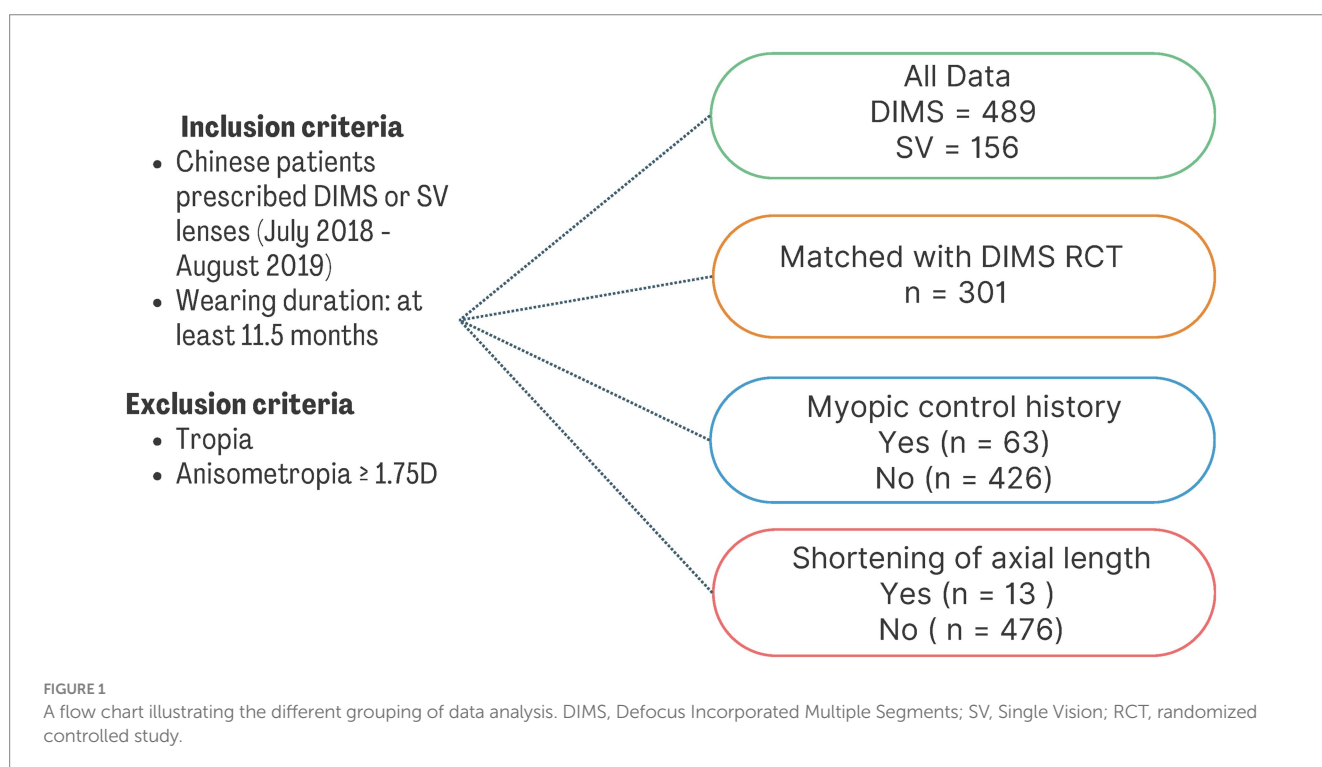 Inclusion criteria
• Chinese patients
prescribed DIMS or SV
lenses (July 2018 -
August 2019)
• Wearing duration: at
least 11.5 months
Exclusion criteria
• Tropia
• Anisometropia ≥ 1.75D
All Data
DIMS = 489
SV = 156
Matched with DIMS RCT
n = 301
Myopic control history
Yes (n = 63)
No (n = 426)
Shortening of axial length
Yes (n = 13 )
No ( n = 476)
FIGURE 1
A flow chart illustrating the different grouping of data analysis. DIMS, Defocus Incorporated Multiple Segments; SV, Single Vision; RCT, randomized
controlled study.